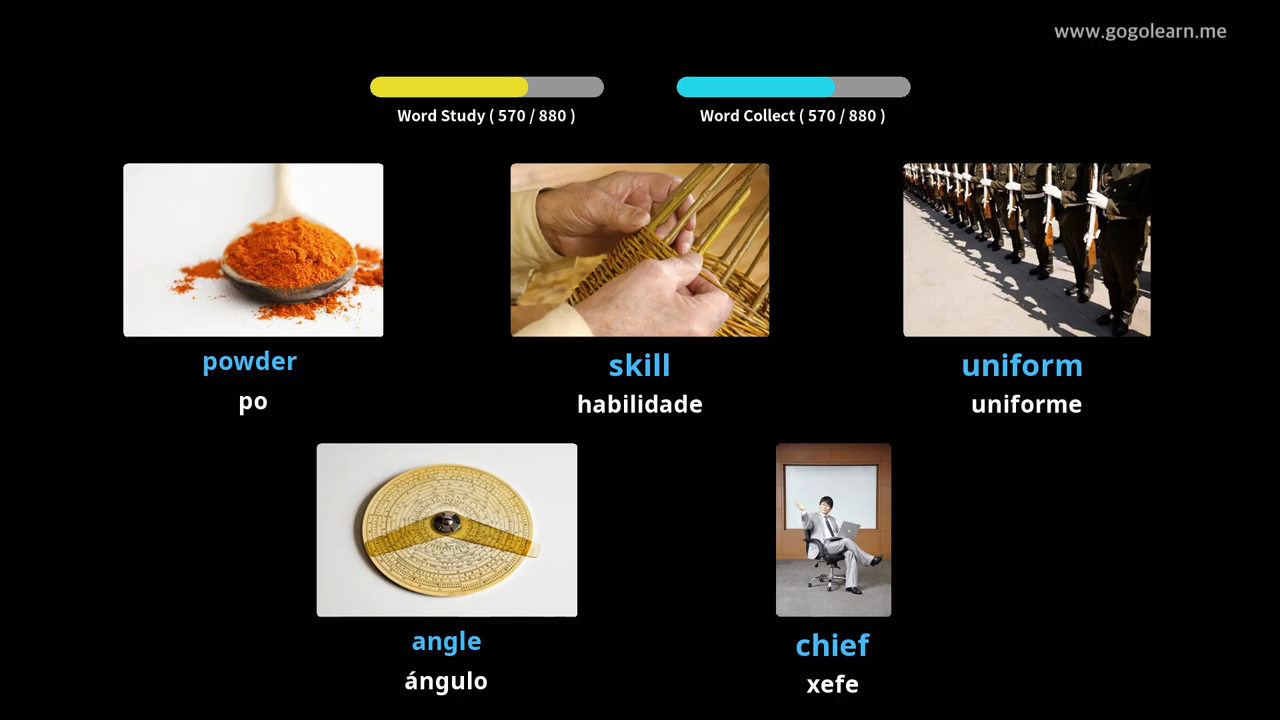 www.gogolearn.me
Word Study ( 570 / 880 )
Word Collect ( 570 / 880 )
powder
po
skill
habilidade
uniform
uniforme
angle
ángulo
chief
xefe